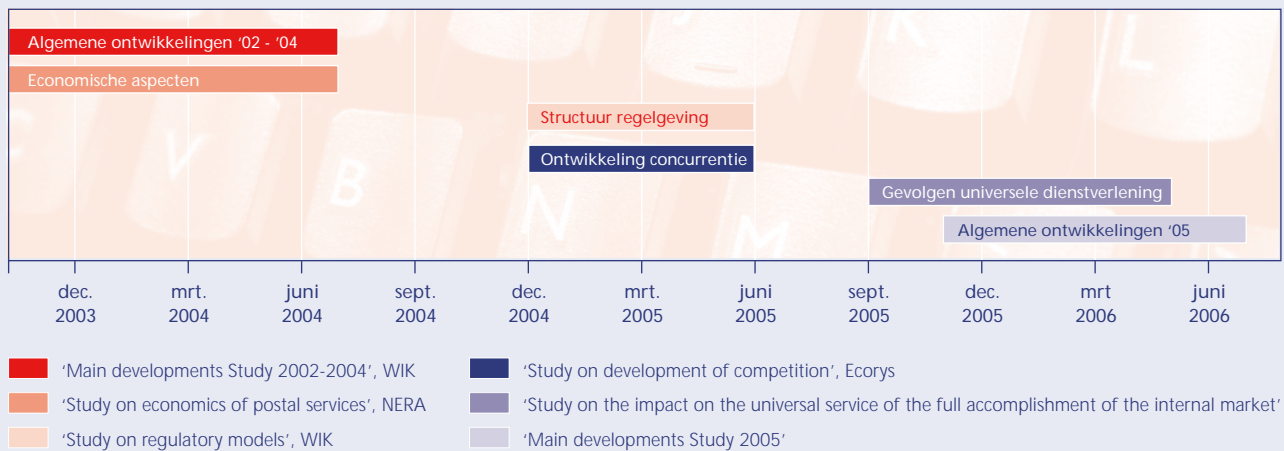 Algemene ontwikkelingen ‘02 - ‘04
Economische aspecten
Structuur regelgeving
Ontwikkeling concurrentie
Gevolgen universele dienstverlening
Algemene ontwikkelingen ‘05
dec. mrt. juni sept. dec. mrt. juni sept. dec. mrt juni
2003 2004 2004 2004 2004 2005 2005 2005 2005 2006 2006
‘Main developments Study 2002-2004’, WIK
‘Study on economics of postal services’, NERA
‘Study on regulatory models’, WIK
‘Study on development of competition’, Ecorys
‘Study on the impact on the universal service of the full accomplishment of the internal market’
‘Main developments Study 2005’
J K L
V B N M